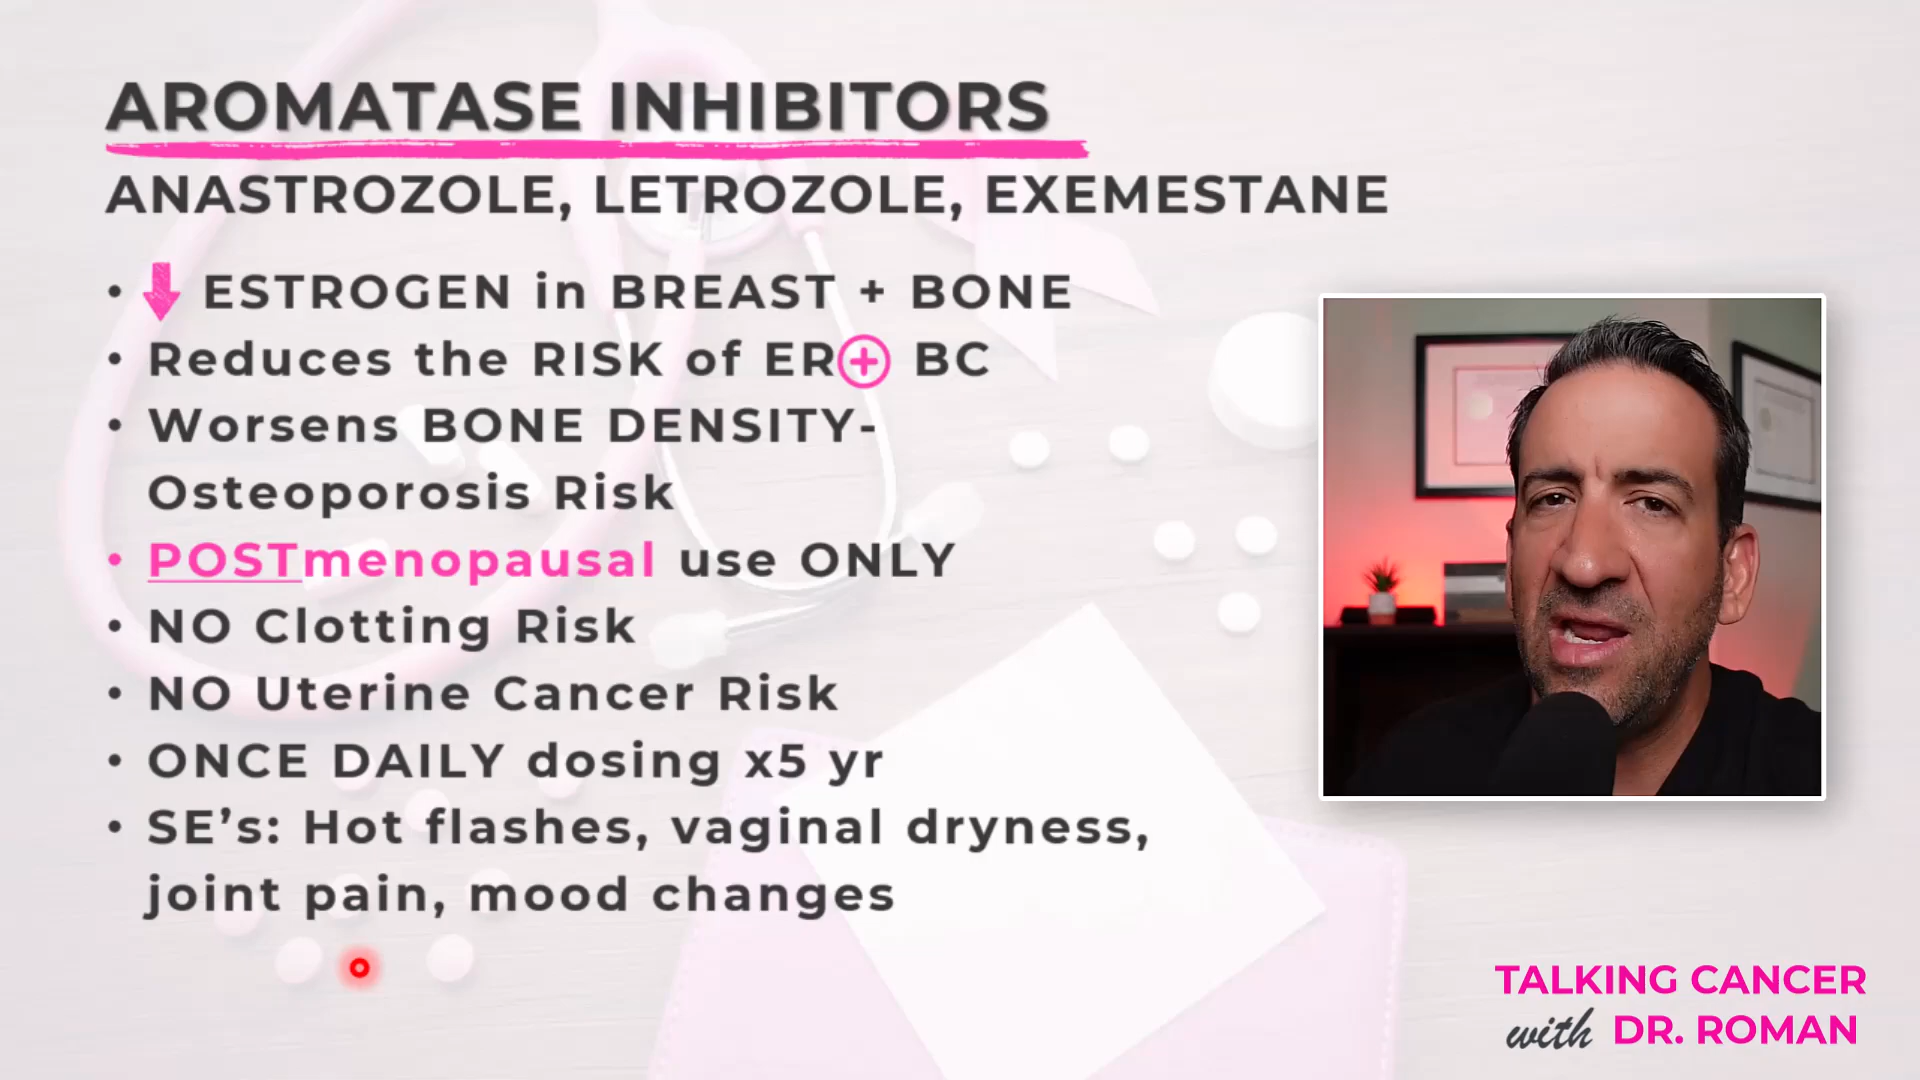 AROMATASE INHIBITORS
ANASTROZOLE, LETROZOLE, EXEMESTANE
• ⬇ ESTROGEN in BREAST + BONE
• Reduces the RISK of ER⊕ BC
• Worsens BONE DENSITY-
Osteoporosis Risk
• POSTmenopausal use ONLY
• NO Clotting Risk
• NO Uterine Cancer Risk
• ONCE DAILY dosing x5 yr
• SE’s: Hot flashes, vaginal dryness,
joint pain, mood changes
TALKING CANCER
with DR. ROMAN